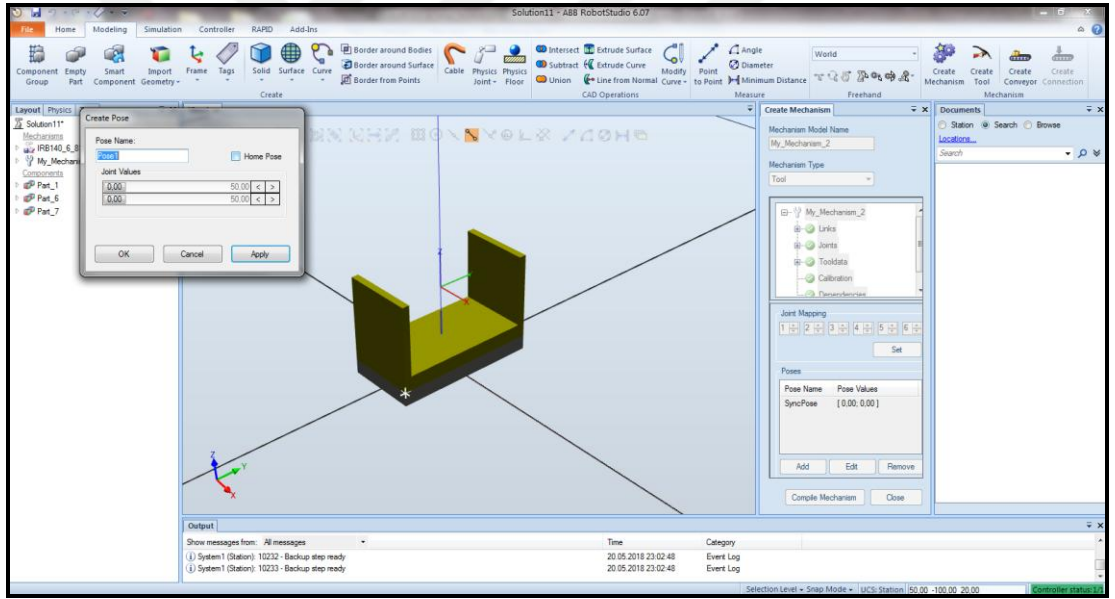 Solution11 - ABB RobotStudio 6.07
File Home Modeling Simulation Controller RAPID Add-Ins
Component Group
Empty Part
Smart Component
Import Geometry
Frame
Tags
Solid
Surface
Curve
Border around Bodies
Border around Surface
Border from Points
Create
Cable
Physics Joint
Physics Floor
Intersect
Subtract
Union
Extrude Surface
Extrude Curve
Line from Normal
Modify Curve
CAD Operations
Point to Point
Angle
Diameter
Minimum Distance
Measure
World
Freehand
Create Mechanism
Create Tool
Create Conveyor
Create Connection
Mechanism
Layout Physics
Solution11*
Mechanisms
IRB140_6_8
My_Mechani
Components
Part_1
Part_6
Part_7
Create Pose
Pose Name:
Pose1
Home Pose
Joint Values
0,00 50,00 < >
0,00 50,00 < >
OK Cancel Apply
Z
X
Z
Y
X
Create Mechanism
Mechanism Model Name
My_Mechanism_2
Mechanism Type
Tool
My_Mechanism_2
Links
Joints
Tooldata
Calibration
Dependencies
Joint Mapping
1 2 3 4 5 6
Set
Poses
Pose Name Pose Values
SyncPose [ 0,00; 0,00 ]
Add Edit Remove
Compile Mechanism Close
Documents
Station Search Browse
Locations...
Search
Output
Show messages from: All messages Time Category
System1 (Station): 10232 - Backup step ready 20.05.2018 23:02:48 Event Log
System1 (Station): 10233 - Backup step ready 20.05.2018 23:02:48 Event Log
Selection Level Snap Mode UCS: Station 50,00 -100,00 20,00 Controller status: 1/1